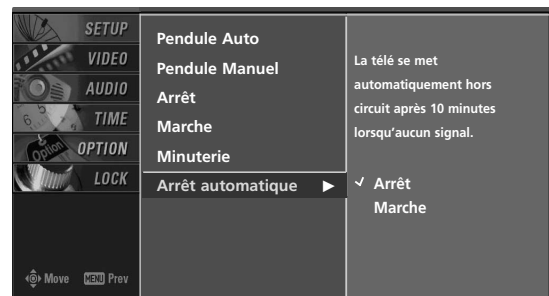 SETUP
VIDEO
AUDIO
TIME
OPTION
LOCK
Move MENU Prev
Pendule Auto
Pendule Manuel
Arrêt
Marche
Minuterie
Arrêt automatique
La télé se met
automatiquement hors
circuit après 10 minutes
lorsqu'aucun signal.
Arrêt
Marche